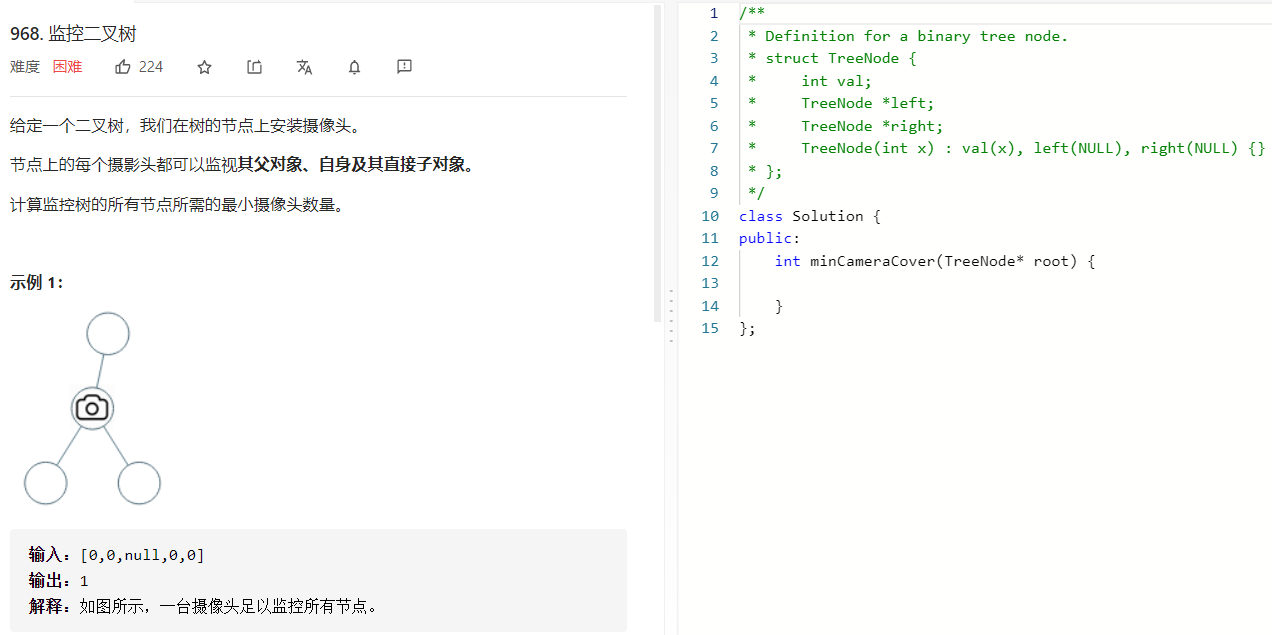 968. 监控二叉树
难度 困难 224
给定一个二叉树，我们在树的节点上安装摄像头。
节点上的每个摄影头都可以监视其父对象、自身及其直接子对象。
计算监控树的所有节点所需的最小摄像头数量。
示例 1：
输入：[0,0,null,0,0]
输出：1
解释：如图所示，一台摄像头足以监控所有节点。
1 /**
2 * Definition for a binary tree node.
3 * struct TreeNode {
4 *     int val;
5 *     TreeNode *left;
6 *     TreeNode *right;
7 *     TreeNode(int x) : val(x), left(NULL), right(NULL) {}
8 * };
9 */
10 class Solution {
11 public:
12     int minCameraCover(TreeNode* root) {
13
14     }
15 };